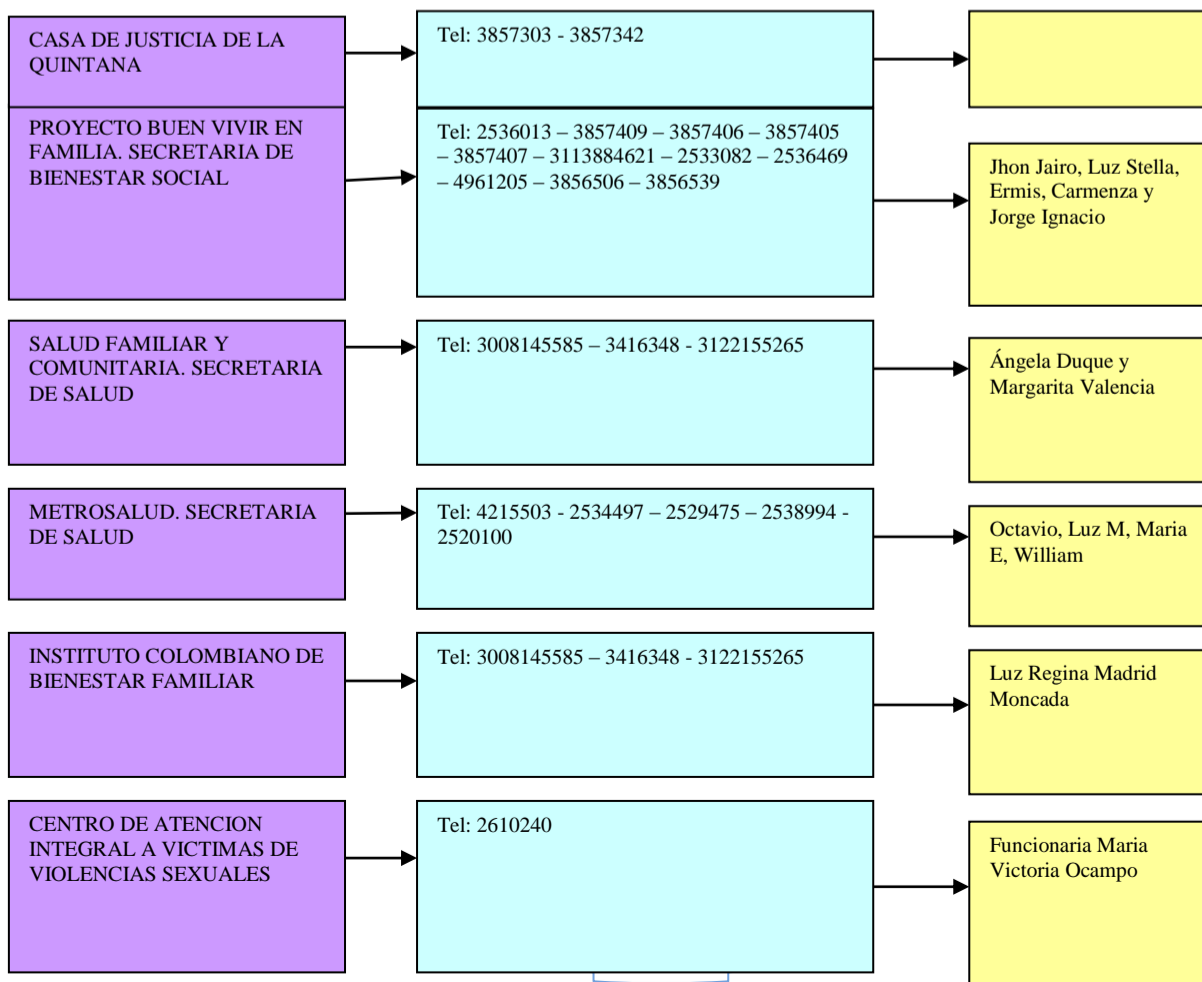 CASA DE JUSTICIA DE LA
QUINTANA
Tel: 3857303 - 3857342
PROYECTO BUEN VIVIR EN
FAMILIA. SECRETARIA DE
BIENESTAR SOCIAL
Tel: 2536013 – 3857409 – 3857406 – 3857405
– 3857407 – 3113884621 – 2533082 – 2536469
– 4961205 – 3856506 – 3856539
Jhon Jairo, Luz Stella,
Ermis, Carmenza y
Jorge Ignacio
SALUD FAMILIAR Y
COMUNITARIA. SECRETARIA
DE SALUD
Tel: 3008145585 – 3416348 - 3122155265
Ángela Duque y
Margarita Valencia
METROSALUD. SECRETARIA
DE SALUD
Tel: 4215503 - 2534497 – 2529475 – 2538994 -
2520100
Octavio, Luz M, Maria
E, William
INSTITUTO COLOMBIANO DE
BIENESTAR FAMILIAR
Tel: 3008145585 – 3416348 - 3122155265
Luz Regina Madrid
Moncada
CENTRO DE ATENCION
INTEGRAL A VICTIMAS DE
VIOLENCIAS SEXUALES
Tel: 2610240
Funcionaria Maria
Victoria Ocampo